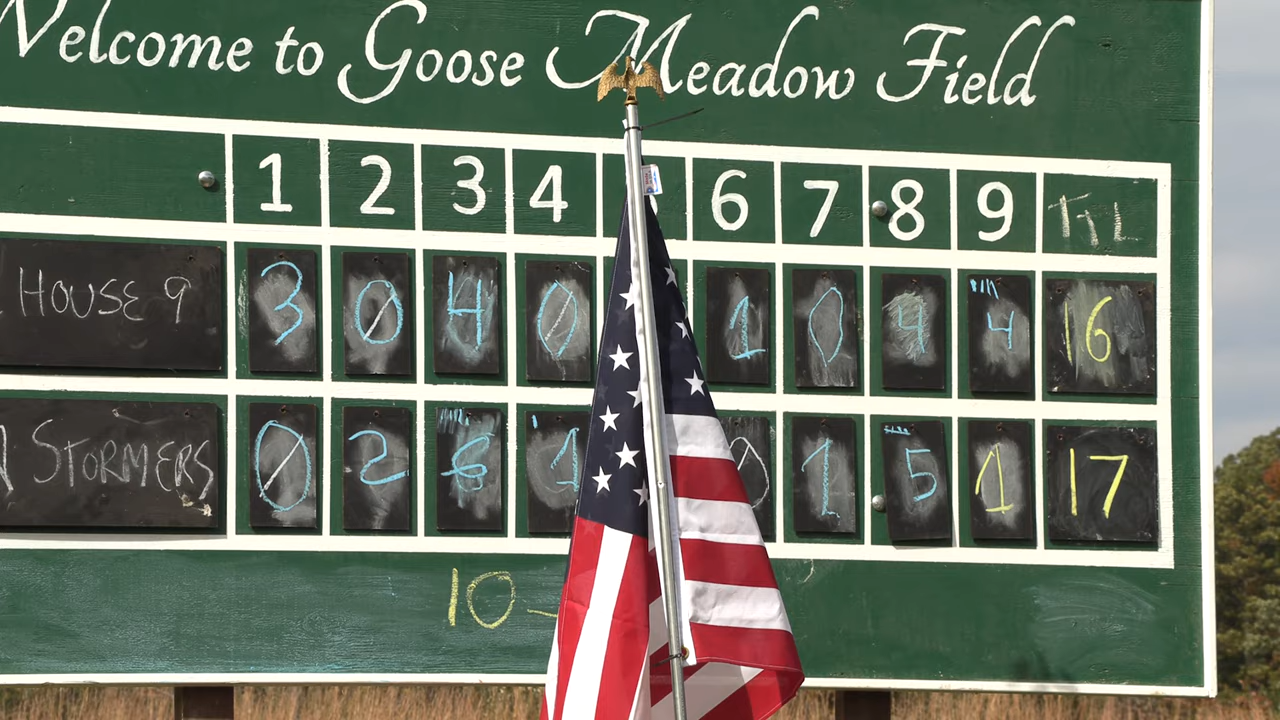 Welcome to Goose Meadow Field
1 2 3 4 6 7 8 9 TTL
HOUSE 9 3 0 4 0 1 0 4 4 16
STORMERS 0 2 6 1 0 1 5 1 17
10-